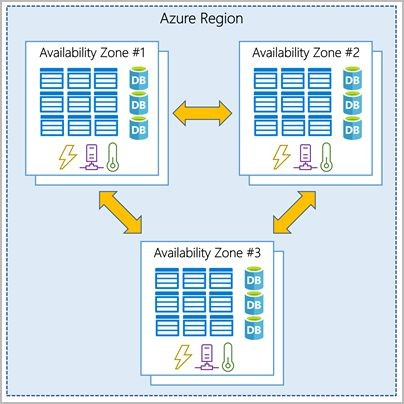 Azure Region
Availability Zone #1
Availability Zone #2
DB
DB
DB
DB
DB
DB
Availability Zone #3
DB
DB
DB